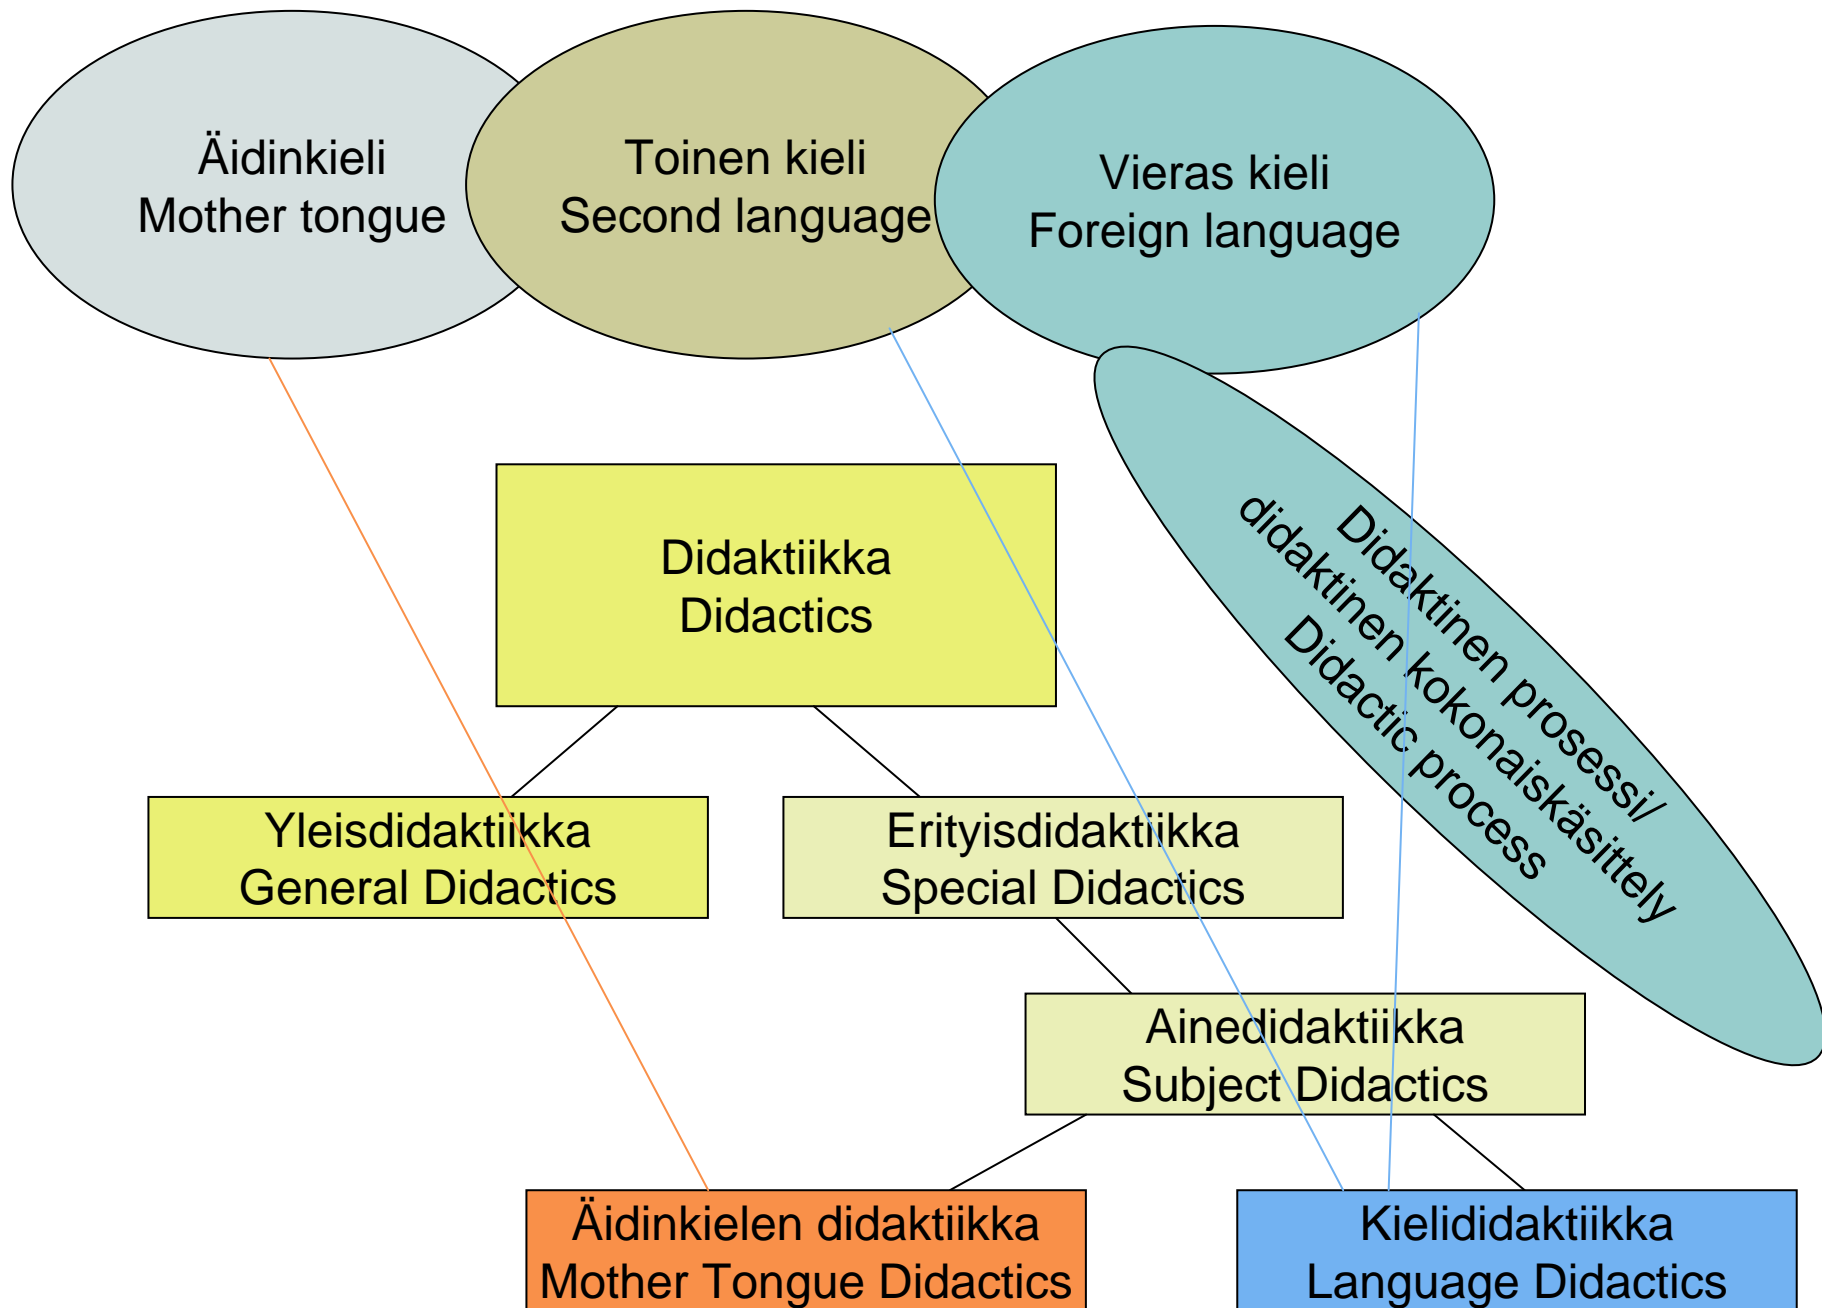 Äidinkieli
Mother tongue
Toinen kieli
Second language
Vieras kieli
Foreign language
Didaktiikka
Didactics
Didaktinen prosessi/
didaktinen kokonaiskäsittely
Didactic process
Yleisdidaktiikka
General Didactics
Erityisdidaktiikka
Special Didactics
Ainedidaktiikka
Subject Didactics
Äidinkielen didaktiikka
Mother Tongue Didactics
Kielididaktiikka
Language Didactics